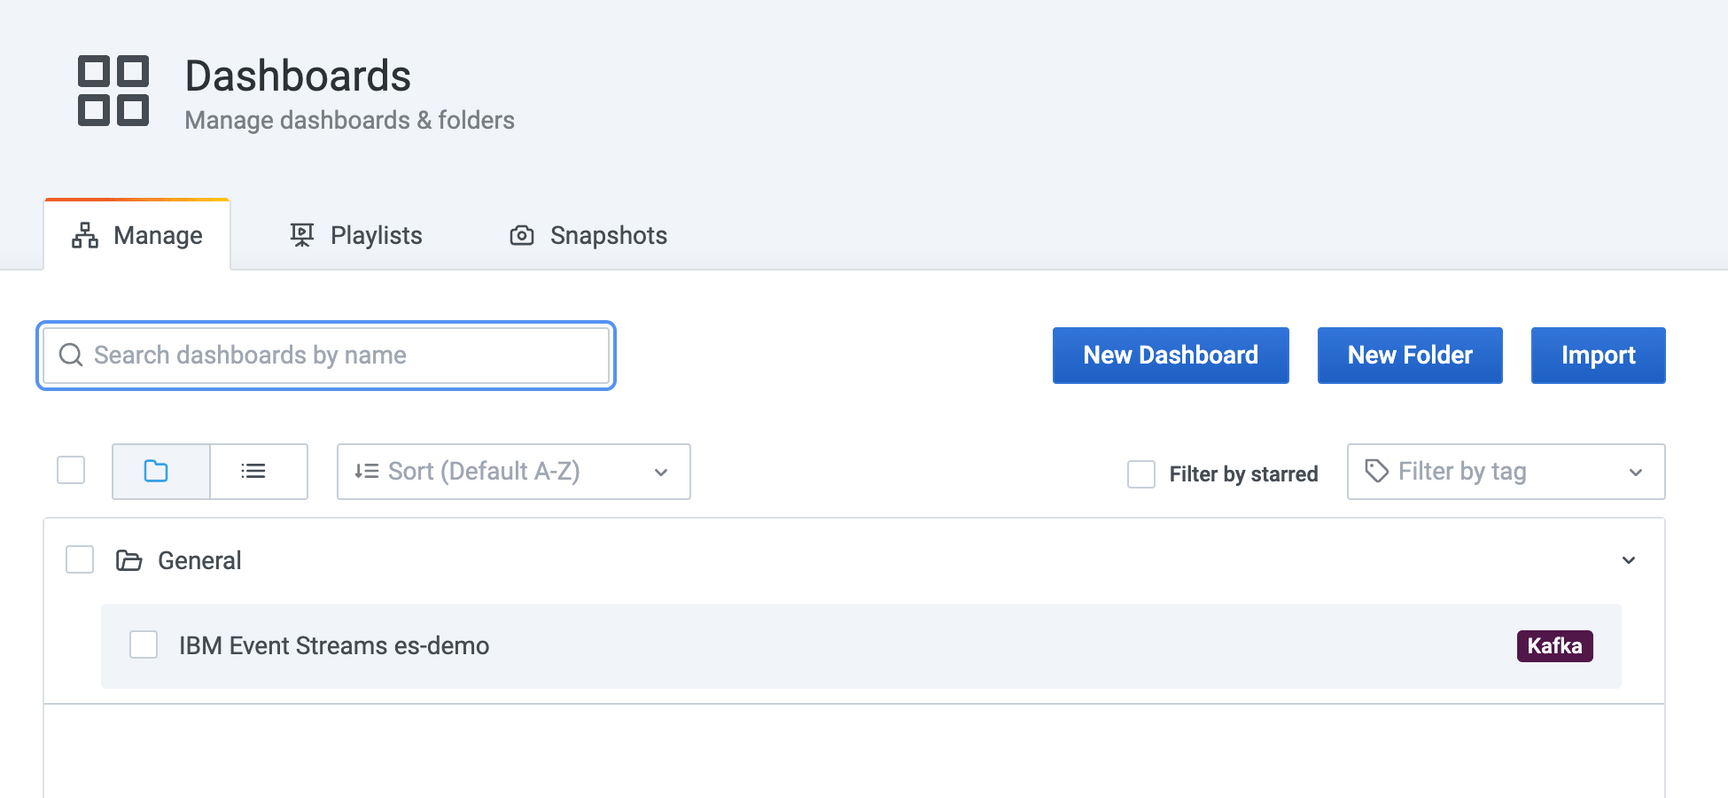 Dashboards
Manage dashboards & folders
Manage
Playlists
Snapshots
Search dashboards by name
New Dashboard
New Folder
Import
Sort (Default A-Z)
Filter by starred
Filter by tag
General
IBM Event Streams es-demo
Kafka